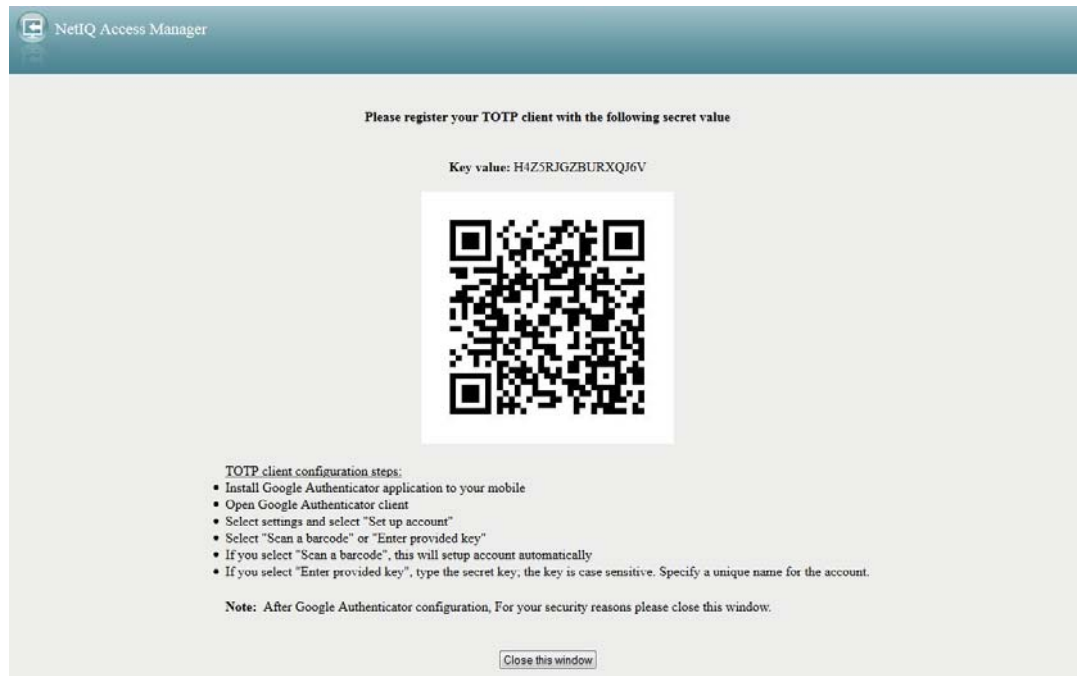 NetIQ Access Manager
Please register your TOTP client with the following secret value
Key value: H4Z5RJGZBURXQJ6V
TOTP client configuration steps:
• Install Google Authenticator application to your mobile
• Open Google Authenticator client
• Select settings and select "Set up account"
• Select "Scan a barcode" or "Enter provided key"
• If you select "Scan a barcode", this will setup account automatically
• If you select "Enter provided key", type the secret key, the key is case sensitive. Specify a unique name for the account.
Note: After Google Authenticator configuration, For your security reasons please close this window.
Close this window